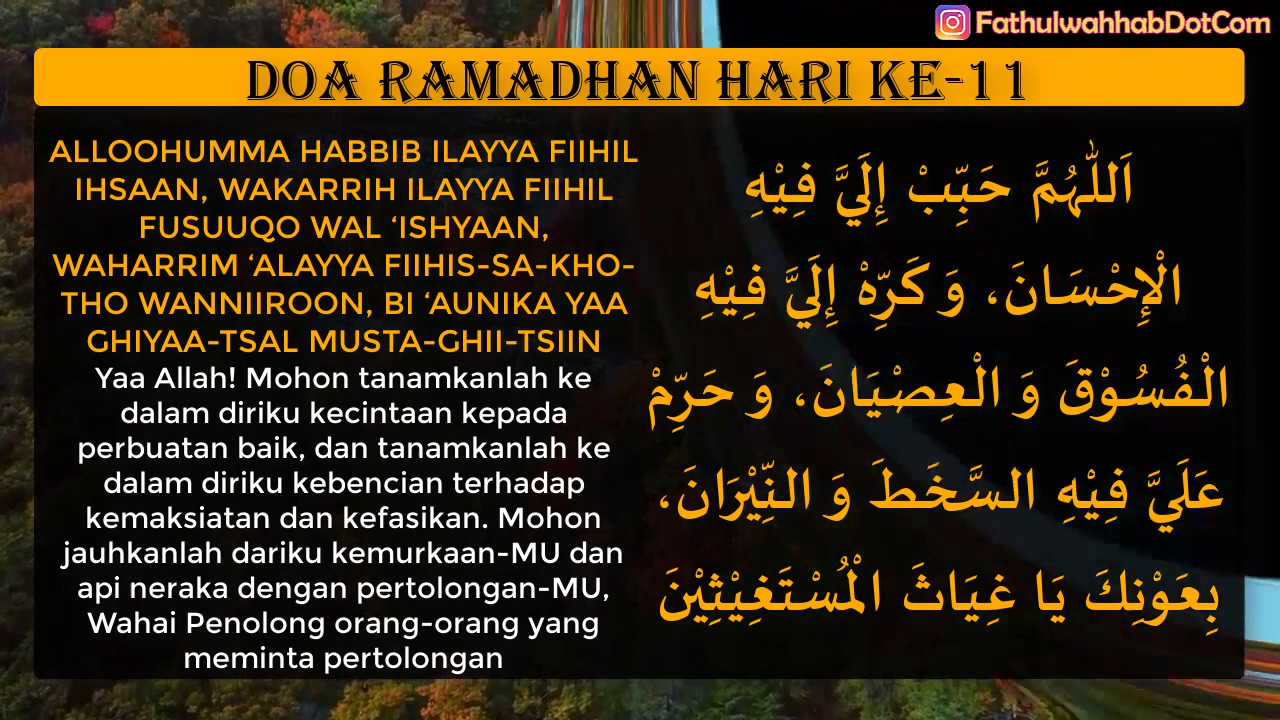 FathulwahhabDotCom
DOA RAMADHAN HARI KE-11
ALLOOHUMMA HABBIB ILAYYA FIIHIL
IHSAAN, WAKARRIH ILAYYA FIIHIL
FUSUUQO WAL ‘ISHYAAN,
WAHARRIM ‘ALAYYA FIIHIS-SA-KHO-
THO WANNIIROON, BI ‘AUNIKA YAA
GHIYAA-TSAL MUSTA-GHII-TSIIN
Yaa Allah! Mohon tanamkanlah ke
dalam diriku kecintaan kepada
perbuatan baik, dan tanamkanlah ke
dalam diriku kebencian terhadap
kemaksiatan dan kefasikan. Mohon
jauhkanlah dariku kemurkaan-MU dan
api neraka dengan pertolongan-MU,
Wahai Penolong orang-orang yang
meminta pertolongan
اَللّٰهُمَّ حَبِّبْ إِلَيَّ فِيْهِ
الْإِحْسَانَ، وَ كَرِّهْ إِلَيَّ فِيْهِ
الْفُسُوْقَ وَ الْعِصْيَانَ، وَ حَرِّمْ
عَلَيَّ فِيْهِ السَّخَطَ وَ النِّيْرَانَ،
بِعَوْنِكَ يَا غِيَاثَ الْمُسْتَغِيْثِيْنَ